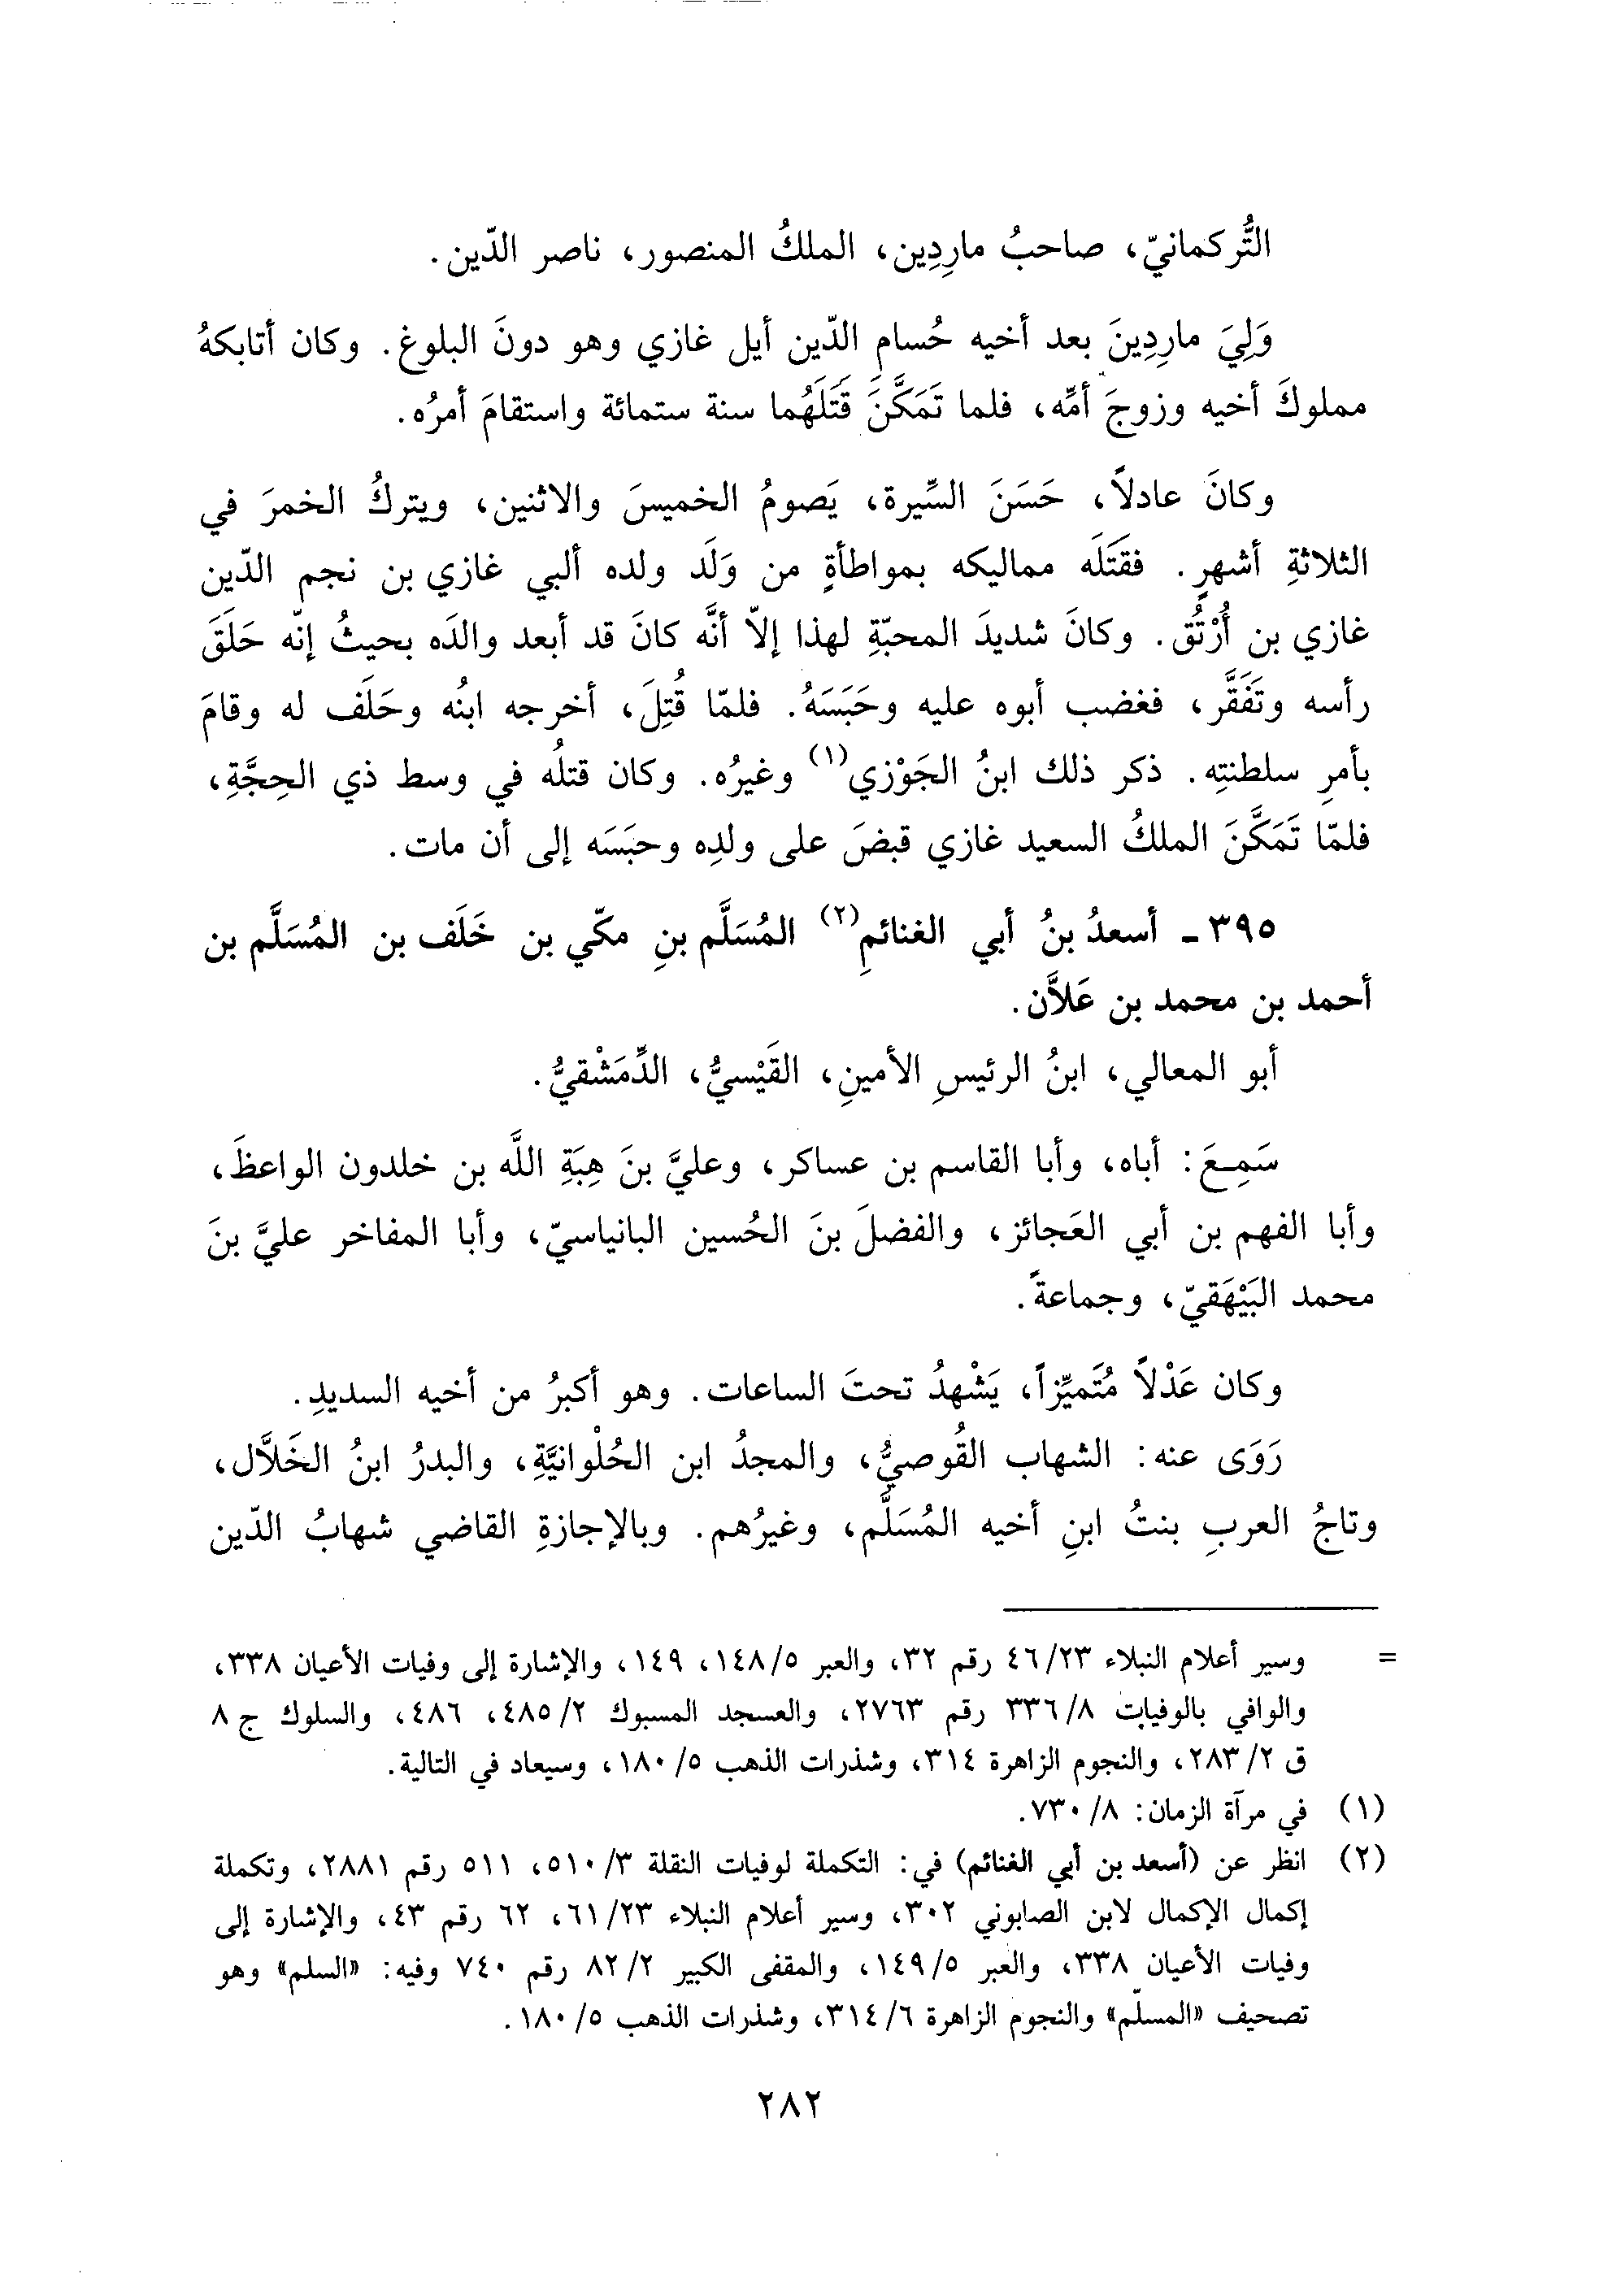 التُّركمانيّ، صاحبُ مارِدِين، الملكُ المنصور، ناصر الدّين.
وَلِيَ مارِدِينَ بعد أخيه حُسام الدّين أيل غازي وهو دونَ البلوغ. وكان أتابكهُ
مملوكَ أخيه وزوجَ أمِّه، فلما تَمَكَّنَ قَتَلَهُما سنة ستمائة واستقامَ أمرُه.
وكانَ عادلاً، حَسَنَ السِّيرة، يَصومُ الخميسَ والاثنين، ويتركُ الخمرَ في
الثلاثةِ أشهرٍ. فقَتَلَه مماليكه بمواطأةٍ من وَلَد ولده ألبي غازي بن نجم الدّين
غازي بن أُرْتُق. وكانَ شديدَ المحبّةِ لهذا إلاّ أنَّه كانَ قد أبعد والدَه بحيثُ إنّه حَلَقَ
رأسه وتَفَقَّر، فغضب أبوه عليه وحَبَسَهُ. فلمّا قُتِلَ، أخرجه ابنُه وحَلَف له وقامَ
بأمرِ سلطنتِه. ذكر ذلك ابنُ الجَوْزي(١) وغيرُه. وكان قتلُه في وسط ذي الحِجَّةِ،
فلمّا تَمَكَّنَ الملكُ السعيد غازي قبضَ على ولدِه وحبَسَه إلى أن مات.
٣٩٥ - أسعدُ بنُ أبي الغنائمِ(٢) المُسَلَّم بنِ مكّي بن خَلَف بن المُسَلَّم بن
أحمد بن محمد بن عَلاَّن.
أبو المعالي، ابنُ الرئيسِ الأمينِ، القَيْسيُّ، الدِّمَشْقيُّ.
سَمِعَ: أباه، وأبا القاسم بن عساكر، وعليَّ بنَ هِبَةِ اللَّه بن خلدون الواعظَ،
وأبا الفهم بن أبي العَجائز، والفضلَ بنَ الحُسين البانياسيّ، وأبا المفاخر عليَّ بنَ
محمد البَيْهَقيّ، وجماعةً.
وكان عَدْلاً مُتَميِّزاً، يَشْهدُ تحتَ الساعات. وهو أكبرُ من أخيه السديدِ.
رَوَى عنه: الشهاب القُوصيُّ، والمجدُ ابن الحُلْوانيَّةِ، والبدرُ ابنُ الخَلاَّل،
وتاجُ العربِ بنتُ ابنِ أخيه المُسَلَّم، وغيرُهم. وبالإجازةِ القاضي شهابُ الدّين
= وسير أعلام النبلاء ٤٦/٢٣ رقم ٣٢، والعبر ١٤٨/٥، ١٤٩، والإشارة إلى وفيات الأعيان ٣٣٨،
والوافي بالوفيات ٣٣٦/٨ رقم ٢٧٦٣، والعسجد المسبوك ٤٨٥/٢، ٤٨٦، والسلوك ج ٨
ق ٢٨٣/٢، والنجوم الزاهرة ٣١٤، وشذرات الذهب ١٨٠/٥، وسيعاد في التالية.
(١) في مرآة الزمان: ٧٣٠/٨.
(٢) انظر عن (أسعد بن أبي الغنائم) في: التكملة لوفيات النقلة ٥١٠/٣، ٥١١ رقم ٢٨٨١، وتكملة
إكمال الإكمال لابن الصابوني ٣٠٢، وسير أعلام النبلاء ٦١/٢٣، ٦٢ رقم ٤٣، والإشارة إلى
وفيات الأعيان ٣٣٨، والعبر ١٤٩/٥، والمقفى الكبير ٨٢/٢ رقم ٧٤٠ وفيه: «السلم» وهو
تصحيف «المسلّم» والنجوم الزاهرة ٣١٤/٦، وشذرات الذهب ١٨٠/٥.
٢٨٢